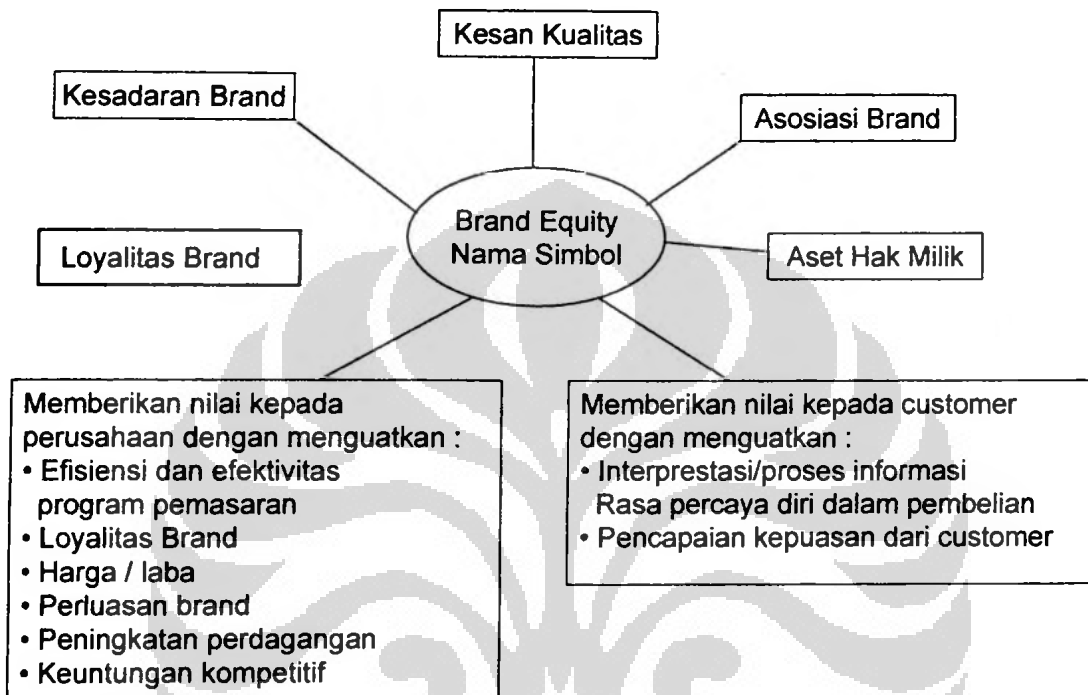 Kesan Kualitas
Kesadaran Brand
Asosiasi Brand
Brand Equity
Nama Simbol
Loyalitas Brand
Aset Hak Milik
Memberikan nilai kepada
perusahaan dengan menguatkan :
• Efisiensi dan efektivitas
program pemasaran
• Loyalitas Brand
• Harga / laba
• Perluasan brand
• Peningkatan perdagangan
• Keuntungan kompetitif
Memberikan nilai kepada customer
dengan menguatkan :
• Interprestasi/proses informasi
Rasa percaya diri dalam pembelian
• Pencapaian kepuasan dari customer